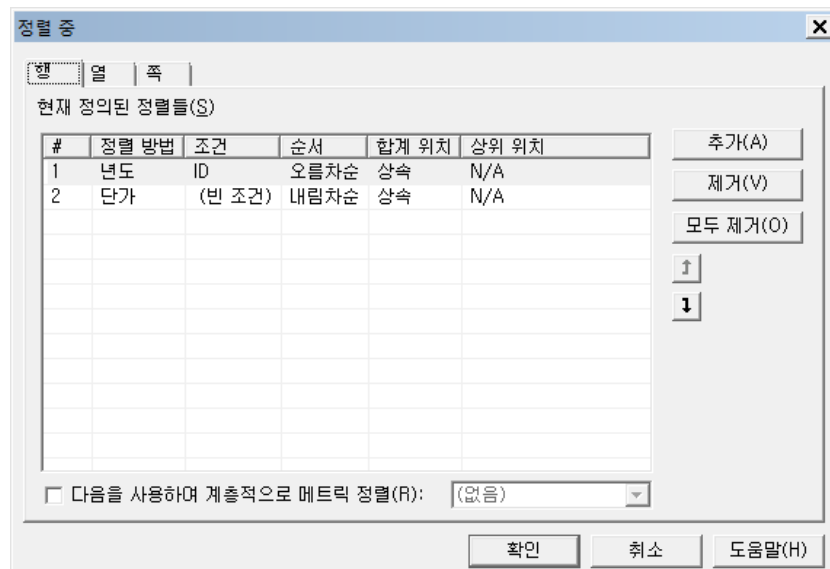 정렬 중
행 열 쪽
현재 정의된 정렬들(S)
# 정렬 방법 조건 순서 합계 위치 상위 위치
1 년도 ID 오름차순 상속 N/A
2 단가 (빈 조건) 내림차순 상속 N/A
추가(A)
제거(V)
모두 제거(O)
다음을 사용하여 계층적으로 메트릭 정렬(R): (없음)
확인 취소 도움말(H)